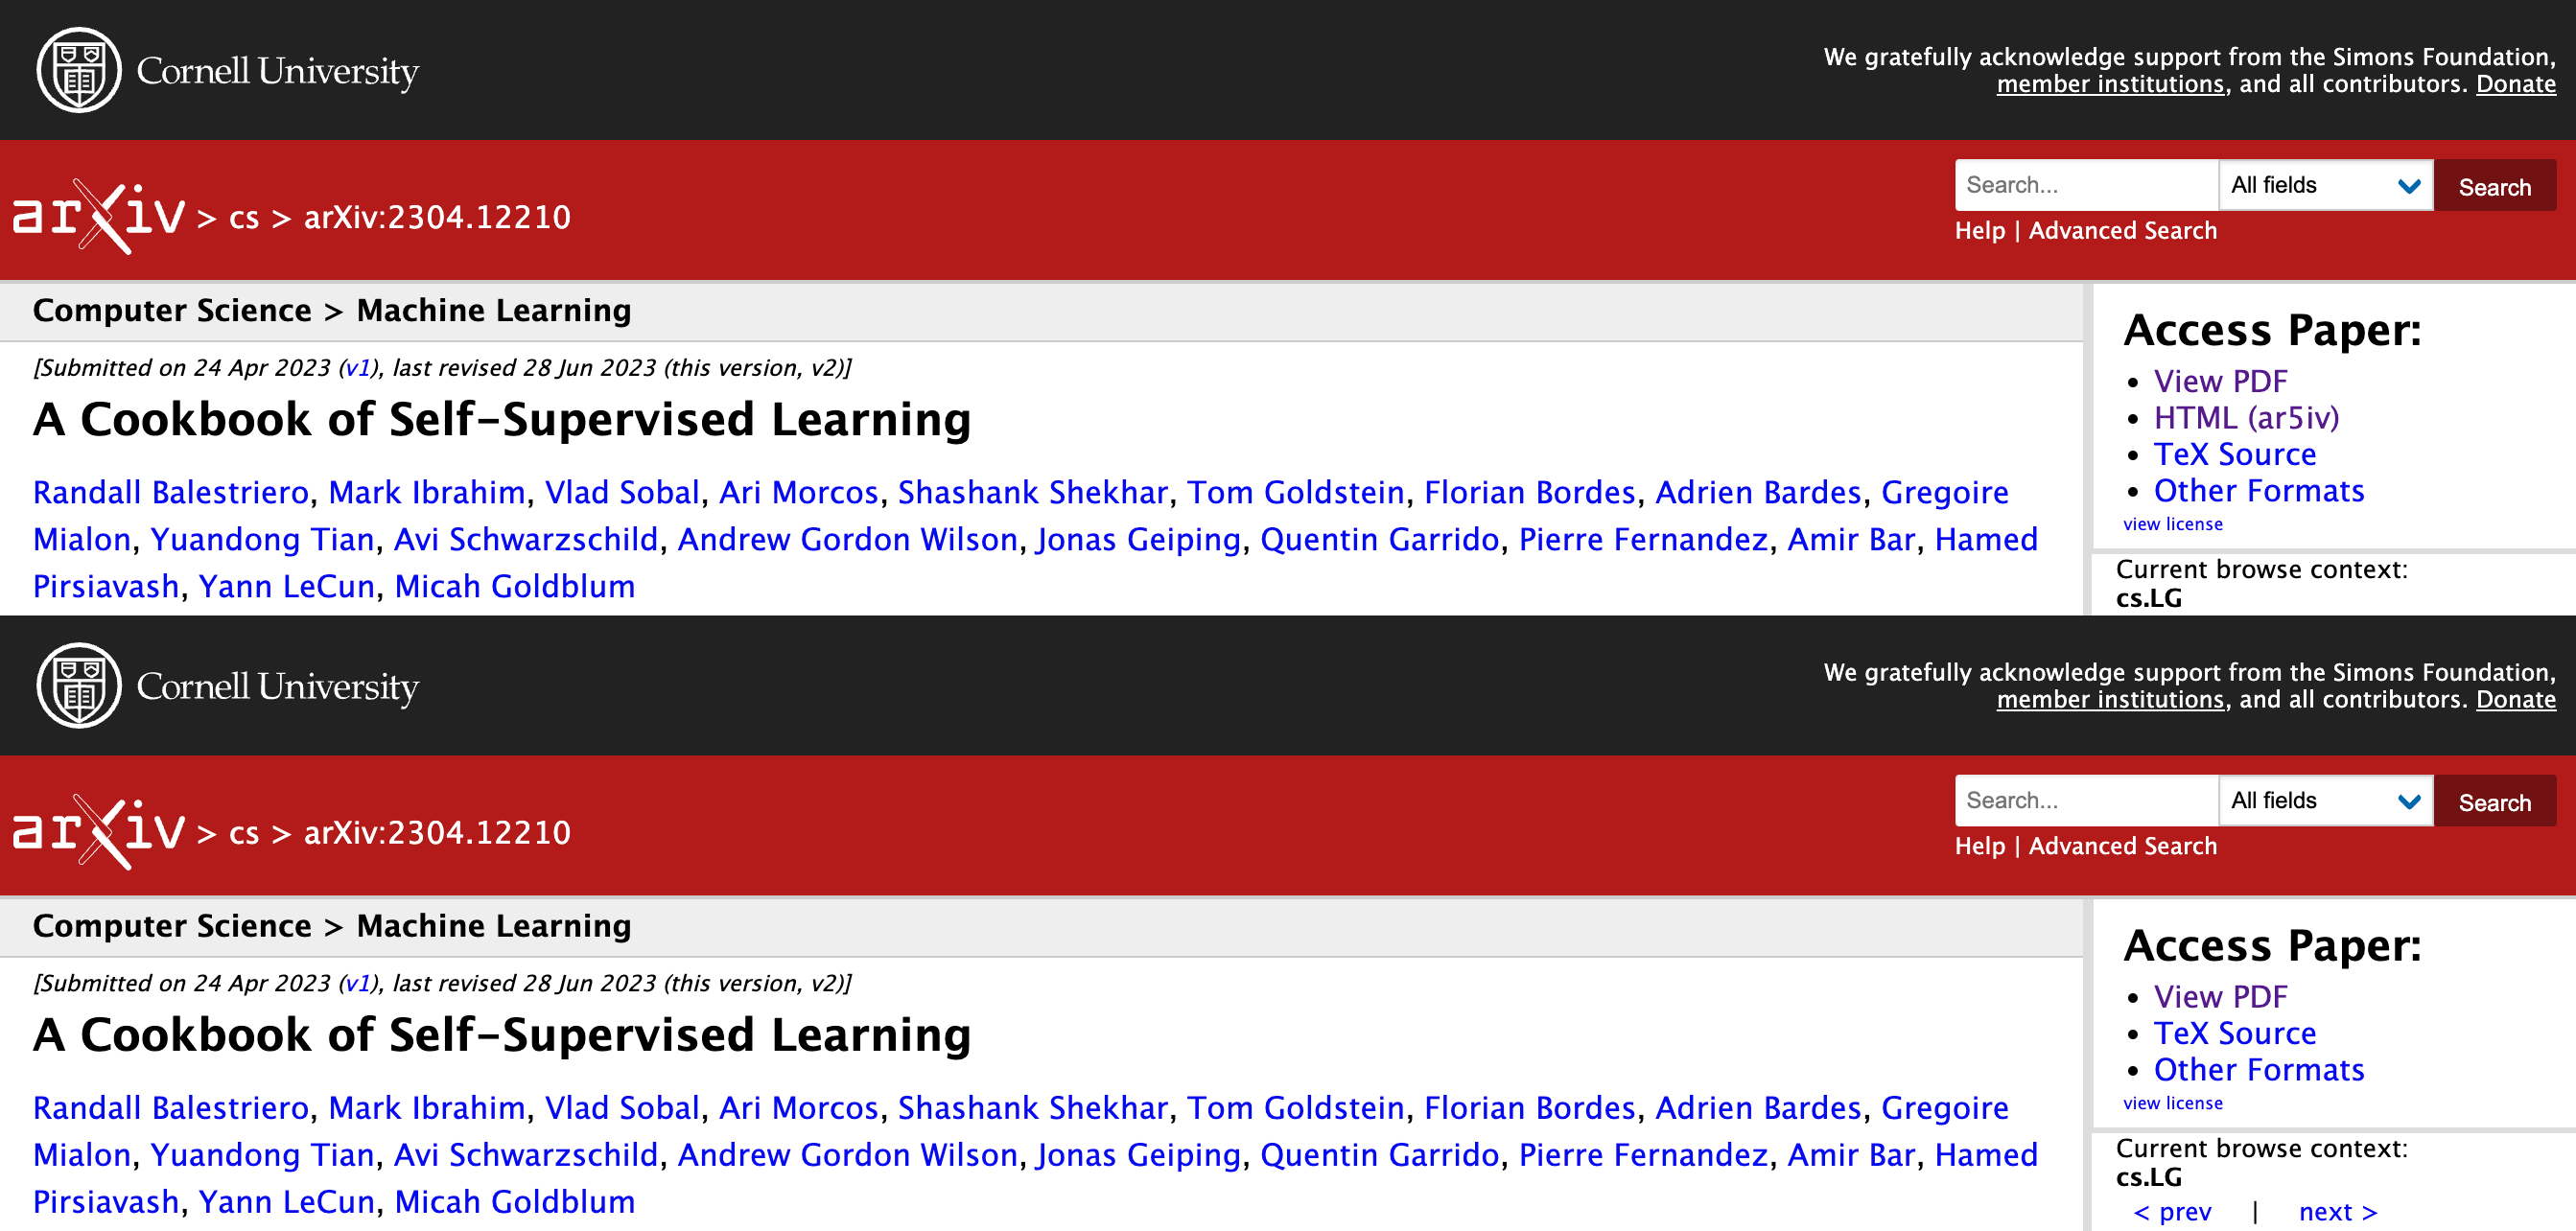 Cornell University
We gratefully acknowledge support from the Simons Foundation,
member institutions, and all contributors. Donate
arXiv > cs > arXiv:2304.12210
Search...
All fields
Search
Help | Advanced Search
Computer Science > Machine Learning
[Submitted on 24 Apr 2023 (v1), last revised 28 Jun 2023 (this version, v2)]
A Cookbook of Self-Supervised Learning
Randall Balestriero, Mark Ibrahim, Vlad Sobal, Ari Morcos, Shashank Shekhar, Tom Goldstein, Florian Bordes, Adrien Bardes, Gregoire
Mialon, Yuandong Tian, Avi Schwarzschild, Andrew Gordon Wilson, Jonas Geiping, Quentin Garrido, Pierre Fernandez, Amir Bar, Hamed
Pirsiavash, Yann LeCun, Micah Goldblum
Access Paper:
• View PDF
• HTML (ar5iv)
• TeX Source
• Other Formats
view license
Current browse context:
cs.LG
Cornell University
We gratefully acknowledge support from the Simons Foundation,
member institutions, and all contributors. Donate
arXiv > cs > arXiv:2304.12210
Search...
All fields
Search
Help | Advanced Search
Computer Science > Machine Learning
[Submitted on 24 Apr 2023 (v1), last revised 28 Jun 2023 (this version, v2)]
A Cookbook of Self-Supervised Learning
Randall Balestriero, Mark Ibrahim, Vlad Sobal, Ari Morcos, Shashank Shekhar, Tom Goldstein, Florian Bordes, Adrien Bardes, Gregoire
Mialon, Yuandong Tian, Avi Schwarzschild, Andrew Gordon Wilson, Jonas Geiping, Quentin Garrido, Pierre Fernandez, Amir Bar, Hamed
Pirsiavash, Yann LeCun, Micah Goldblum
Access Paper:
• View PDF
• TeX Source
• Other Formats
view license
Current browse context:
cs.LG
< prev | next >